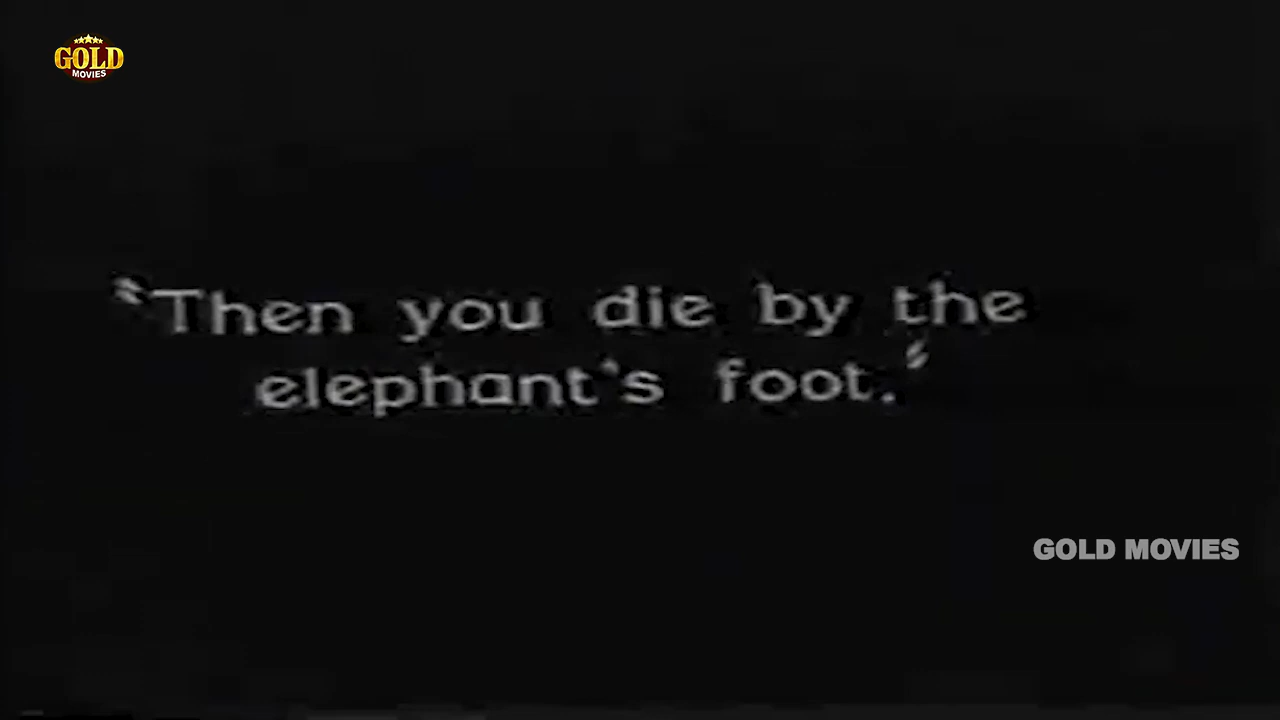 GOLD
MOVIES
"Then you die by the
elephant's foot."
GOLD MOVIES